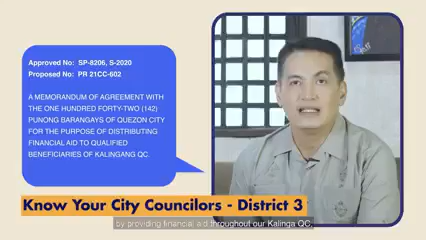 Approved No: SP-8206, S-2020
Proposed No: PR 21CC-602
A MEMORANDUM OF AGREEMENT WITH
THE ONE HUNDRED FORTY-TWO (142)
PUNONG BARANGAYS OF QUEZON CITY
FOR THE PURPOSE OF DISTRIBUTING
FINANCIAL AID TO QUALIFIED
BENEFICIARIES OF KALINGANG QC.
Know Your City Councilors - District 3
by providing financial aid throughout our Kalinga QC,